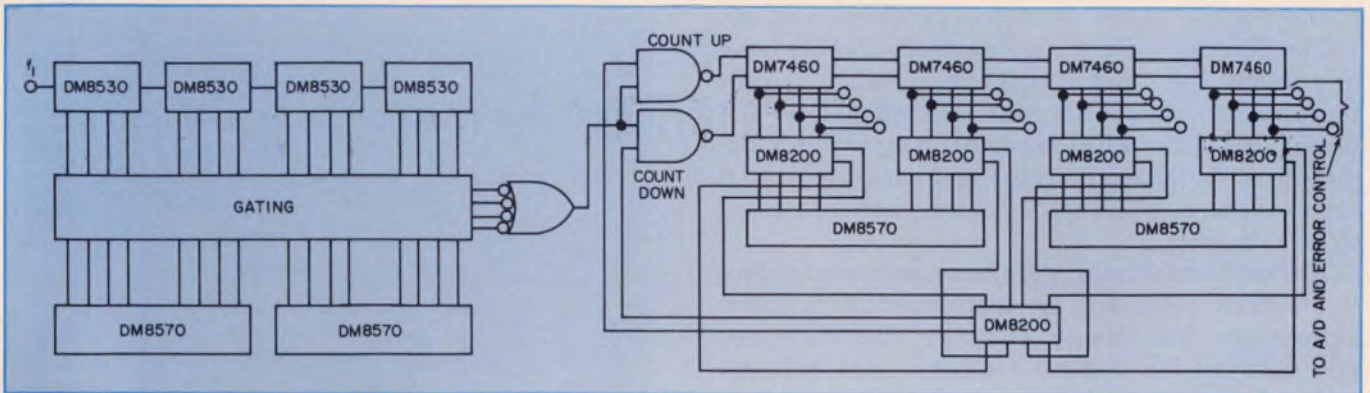 COUNT UP
f₁
DM8530 DM8530 DM8530 DM8530
DM7460 DM7460 DM7460 DM7460
COUNT DOWN
DM8200 DM8200 DM8200 DM8200
GATING
DM8570 DM8570
DM8570 DM8570
DM8200
TO A/D AND ERROR CONTROL